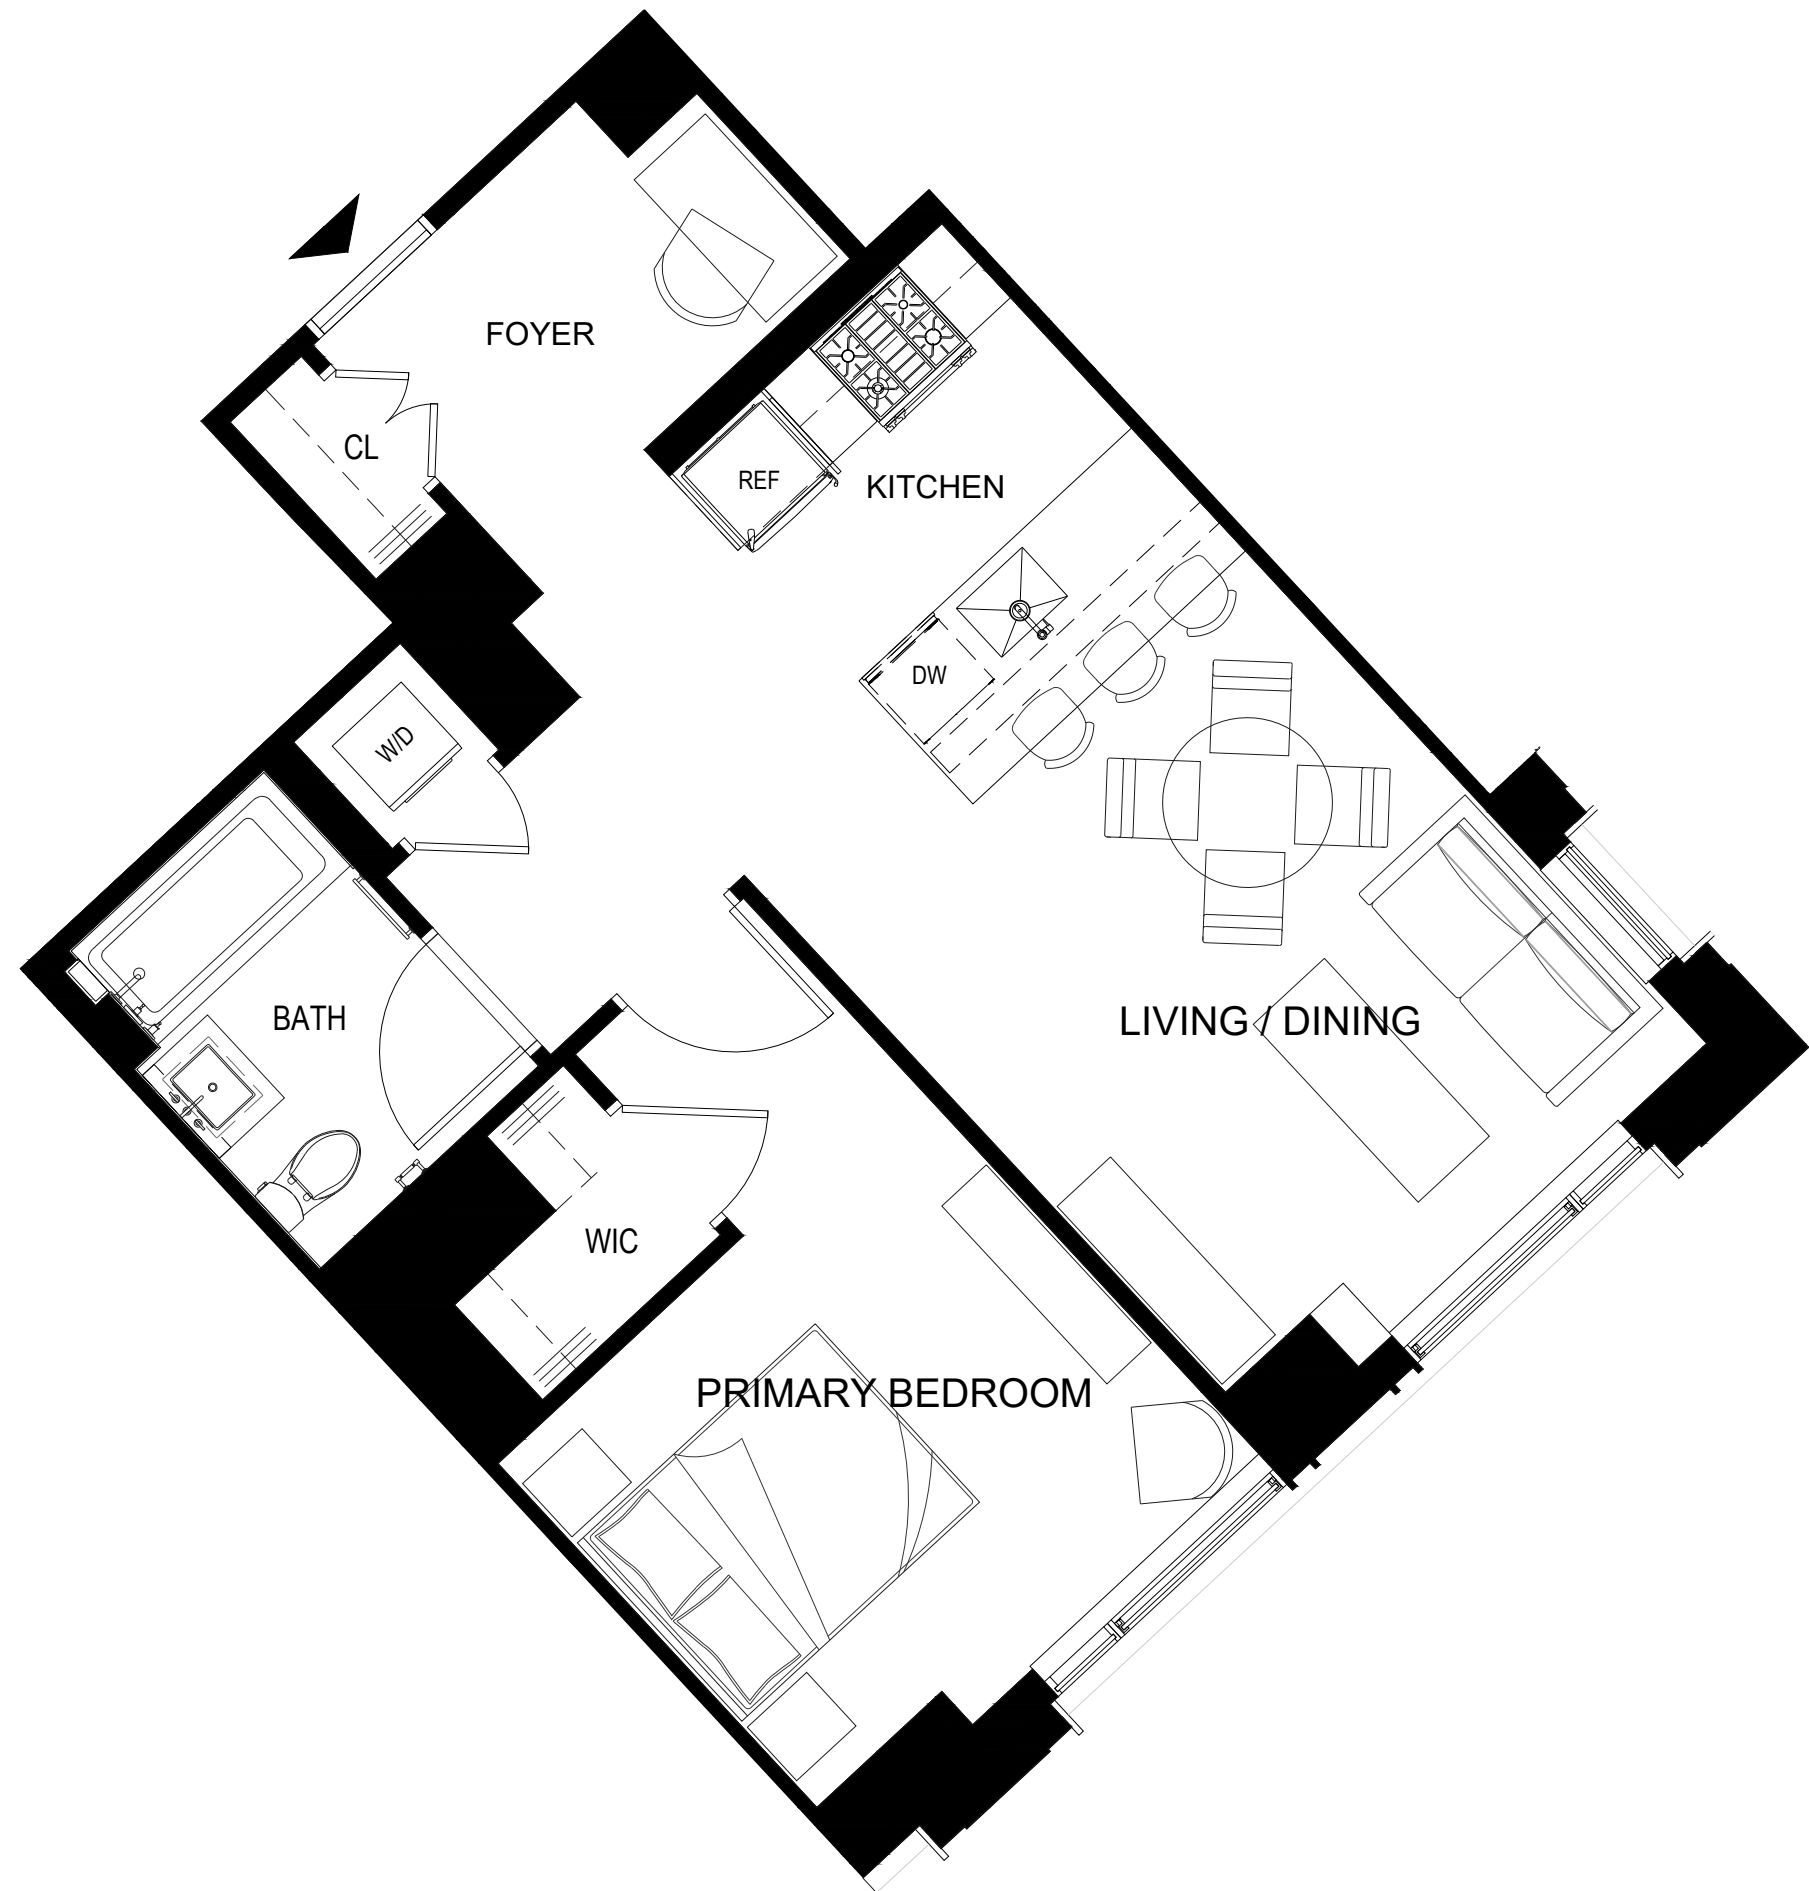 FOYER
CL
REF
KITCHEN
DW
W/D
BATH
LIVING / DINING
WIC
PRIMARY BEDROOM